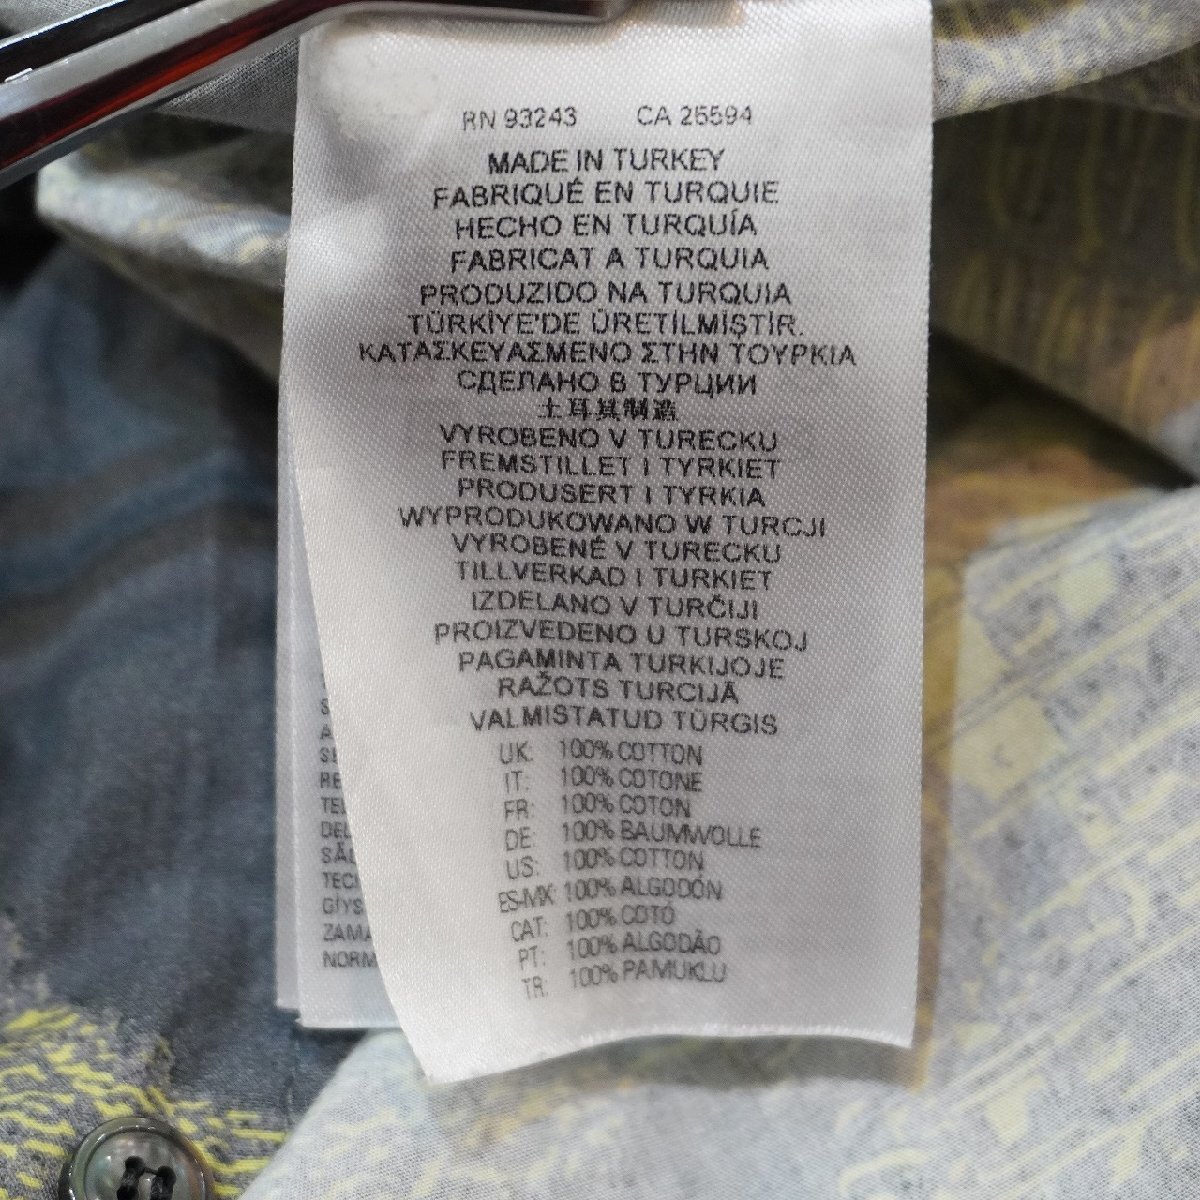 RN 93243 CA 25594
MADE IN TURKEY
FABRIQUÉ EN TURQUIE
HECHO EN TURQUÍA
FABRICAT A TURQUIA
PRODUZIDO NA TURQUIA
TÜRKİYE'DE ÜRETİLMİŞTİR.
ΚΑΤΑΣΚΕΥΑΣΜΕΝΟ ΣΤΗΝ ΤΟΥΡΚΙΑ
СДЕЛАНО В ТУРЦИИ
土耳其制造
VYROBENO V TURECKU
FREMSTILLET I TYRKIET
PRODUSERT I TYRKIA
WYPRODUKOWANO W TURCJI
VYROBENÉ V TURECKU
TILLVERKAD I TURKIET
IZDELANO V TURČIJI
PROIZVEDENO U TURSKOJ
PAGAMINTA TURKIJOJE
RAŽOTS TURCIJĀ
VALMISTATUD TÜRGIS
UK: 100% COTTON
IT: 100% COTONE
FR: 100% COTON
DE: 100% BAUMWOLLE
US: 100% COTTON
ES-MX: 100% ALGODÓN
CAT: 100% COTÓ
PT: 100% ALGODÃO
TR: 100% PAMUKLU